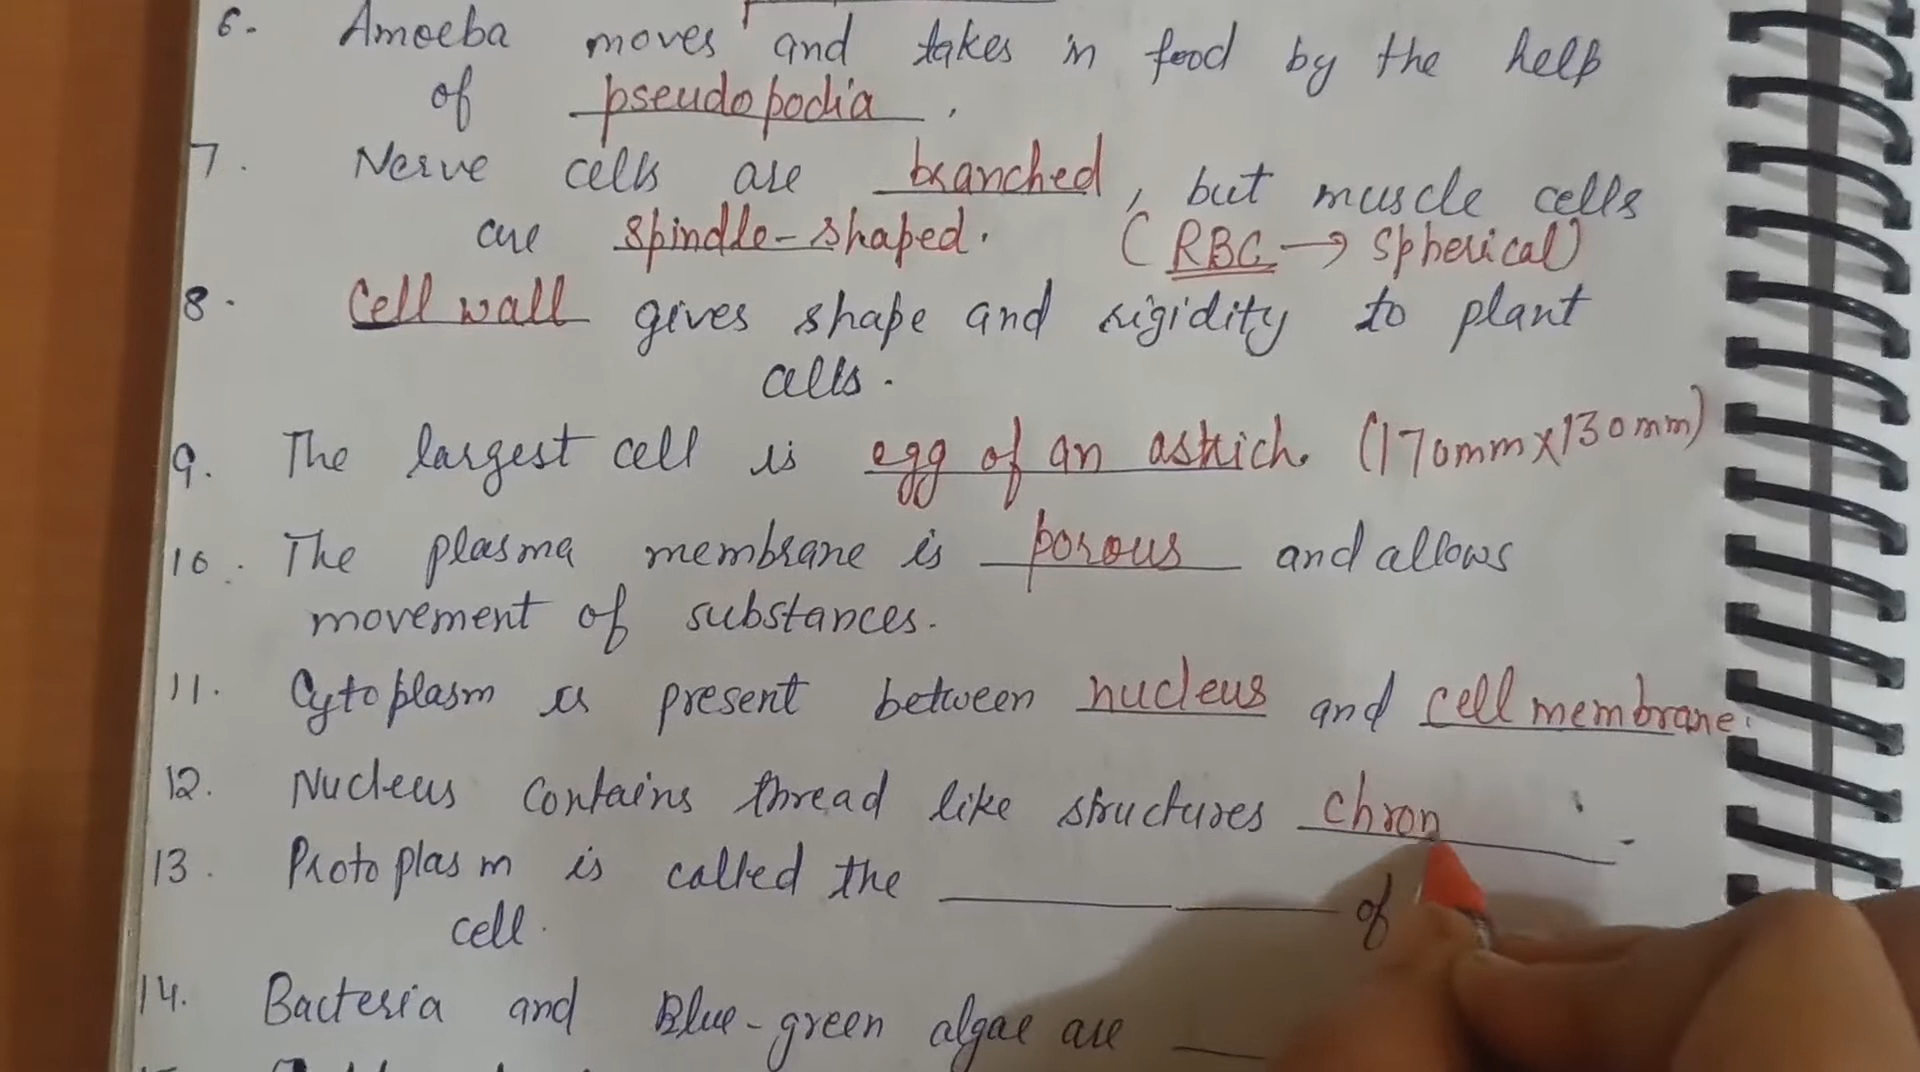 6. Amoeba moves and takes in food by the help
of pseudopodia.
7. Nerve cells are branched, but muscle cells
are spindle-shaped. (RBC → Spherical)
8. Cell wall gives shape and rigidity to plant
cells.
9. The largest cell is egg of an astrich. (170mm x 130mm)
10. The plasma membrane is porous and allows
movement of substances.
11. Cytoplasm is present between nucleus and cell membrane.
12. Nucleus contains thread like structures chrom
13. Protoplasm is called the ________ of
cell.
14. Bacteria and Blue-green algae are __